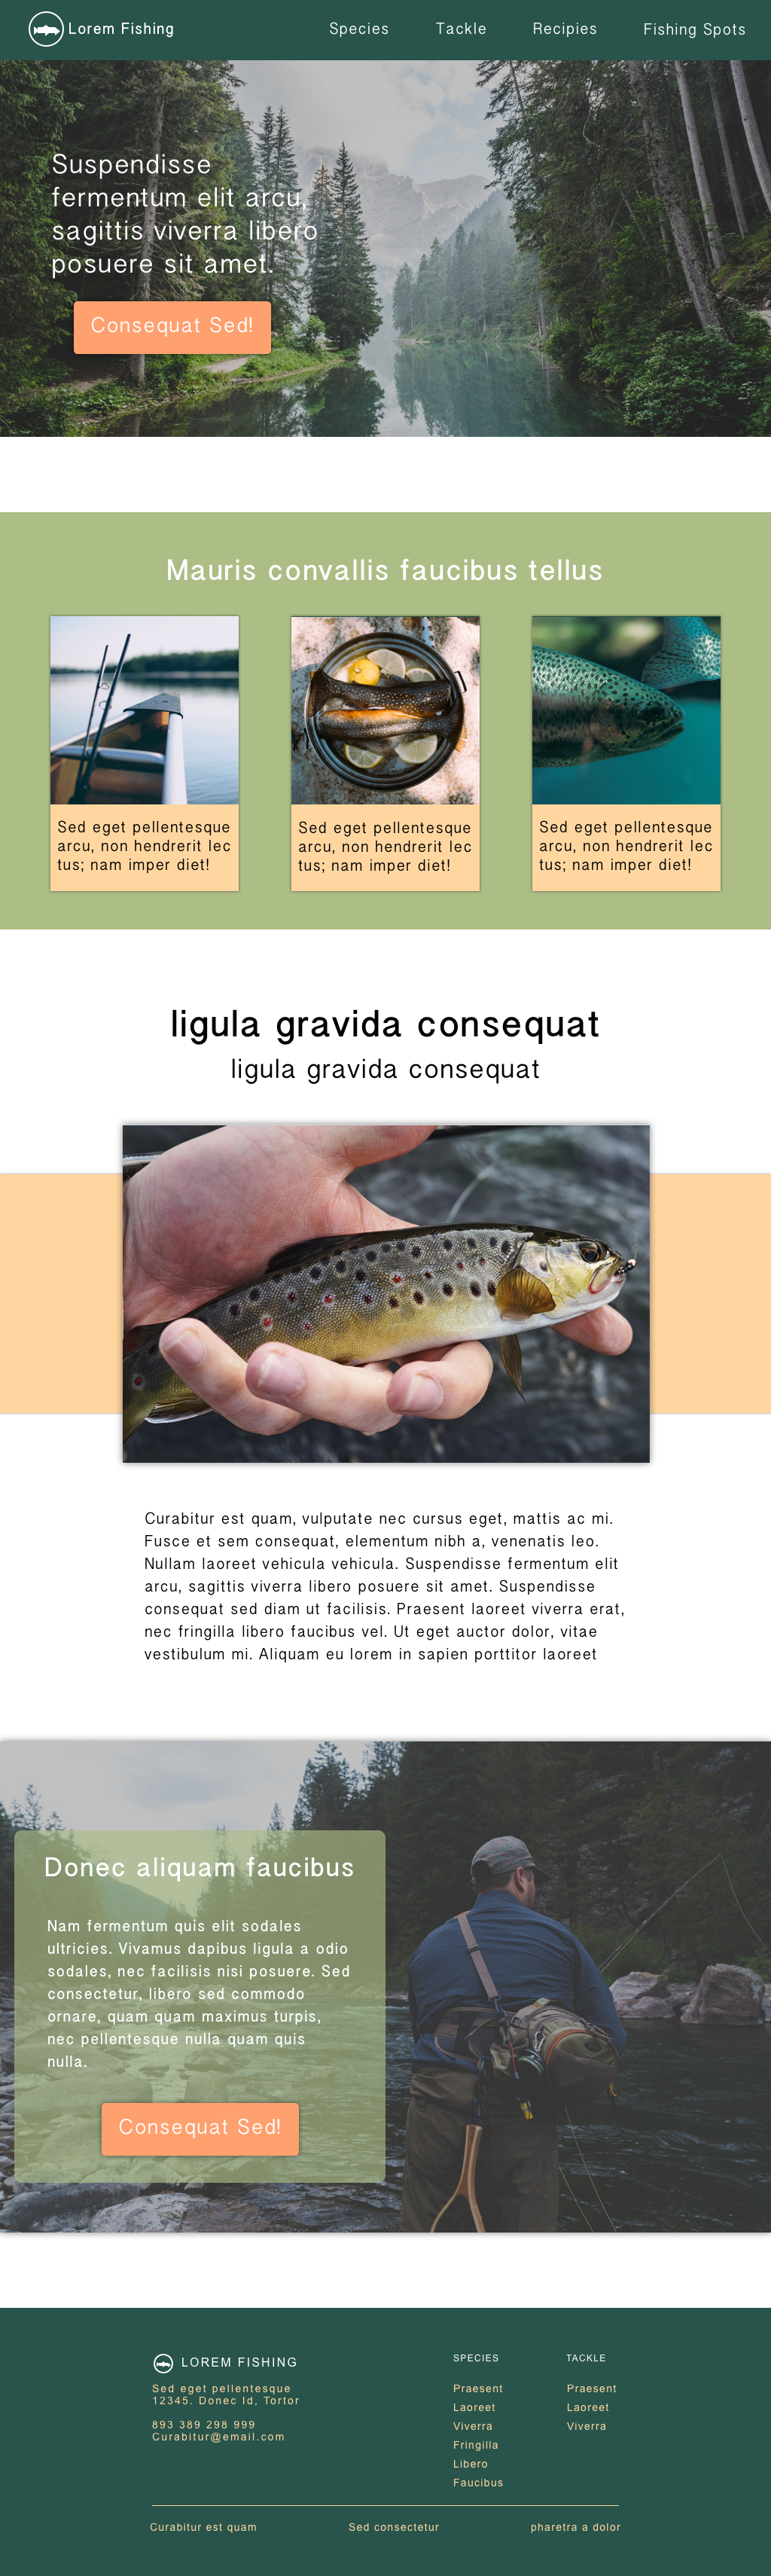 Lorem Fishing
Species
Tackle
Recipies
Fishing Spots
Suspendisse
fermentum elit arcu,
sagittis viverra libero
posuere sit amet.
Consequat Sed!
Mauris convallis faucibus tellus
Sed eget pellentesque
arcu, non hendrerit lec
tus; nam imper diet!
Sed eget pellentesque
arcu, non hendrerit lec
tus; nam imper diet!
Sed eget pellentesque
arcu, non hendrerit lec
tus; nam imper diet!
ligula gravida consequat
ligula gravida consequat
Curabitur est quam, vulputate nec cursus eget, mattis ac mi.
Fusce et sem consequat, elementum nibh a, venenatis leo.
Nullam laoreet vehicula vehicula. Suspendisse fermentum elit
arcu, sagittis viverra libero posuere sit amet. Suspendisse
consequat sed diam ut facilisis. Praesent laoreet viverra erat,
nec fringilla libero faucibus vel. Ut eget auctor dolor, vitae
vestibulum mi. Aliquam eu lorem in sapien porttitor laoreet
Donec aliquam faucibus
Nam fermentum quis elit sodales
ultricies. Vivamus dapibus ligula a odio
sodales, nec facilisis nisi posuere. Sed
consectetur, libero sed commodo
ornare, quam quam maximus turpis,
nec pellentesque nulla quam quis
nulla.
Consequat Sed!
LOREM FISHING
Sed eget pellentesque
12345. Donec Id, Tortor
893 389 298 999
Curabitur@email.com
SPECIES
Praesent
Laoreet
Viverra
Fringilla
Libero
Faucibus
TACKLE
Praesent
Laoreet
Viverra
Curabitur est quam
Sed consectetur
pharetra a dolor